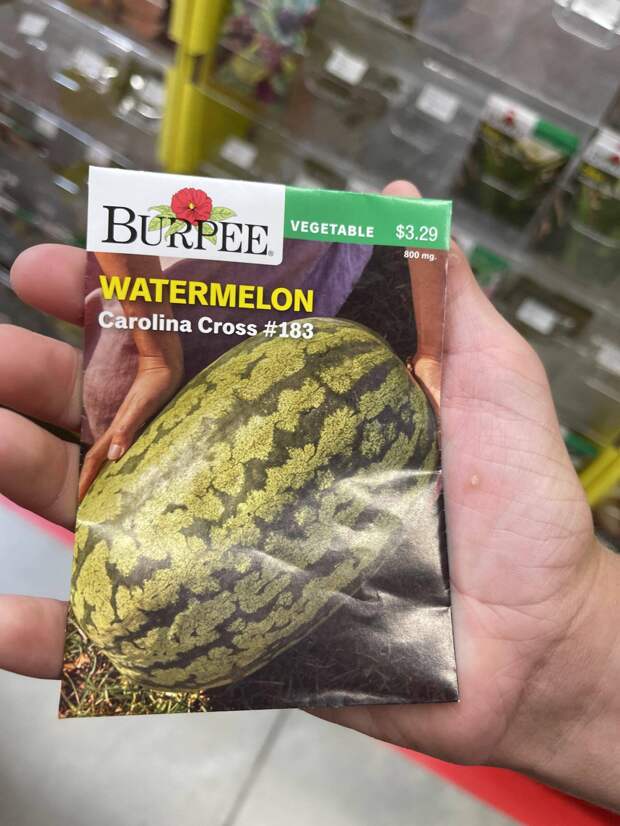 BURPEE®
VEGETABLE $3.29
800 mg.
WATERMELON
Carolina Cross #183